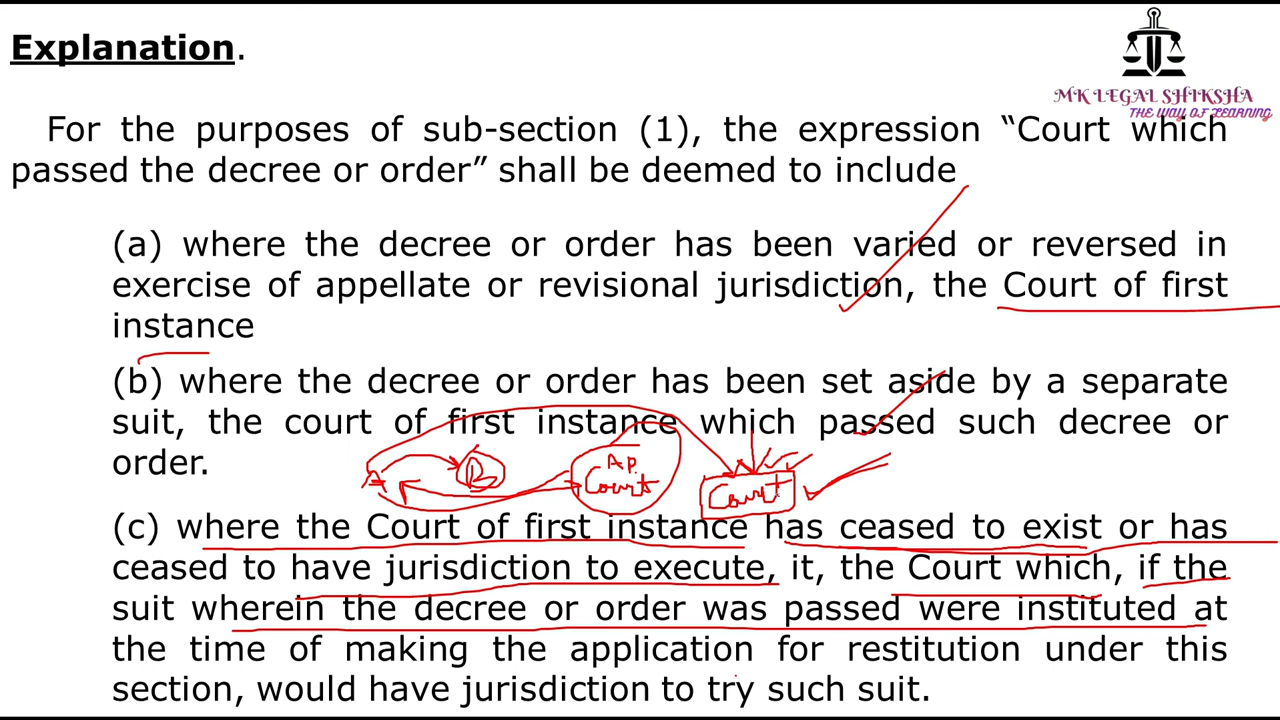 Explanation.
MK LEGAL SHIKSHA
THE WAY OF LEARNING
For the purposes of sub-section (1), the expression “Court which
passed the decree or order” shall be deemed to include
(a) where the decree or order has been varied or reversed in
exercise of appellate or revisional jurisdiction, the Court of first
instance
(b) where the decree or order has been set aside by a separate
suit, the court of first instance which passed such decree or
order.
A B AP. Court Court
(c) where the Court of first instance has ceased to exist or has
ceased to have jurisdiction to execute, it, the Court which, if the
suit wherein the decree or order was passed were instituted at
the time of making the application for restitution under this
section, would have jurisdiction to try such suit.